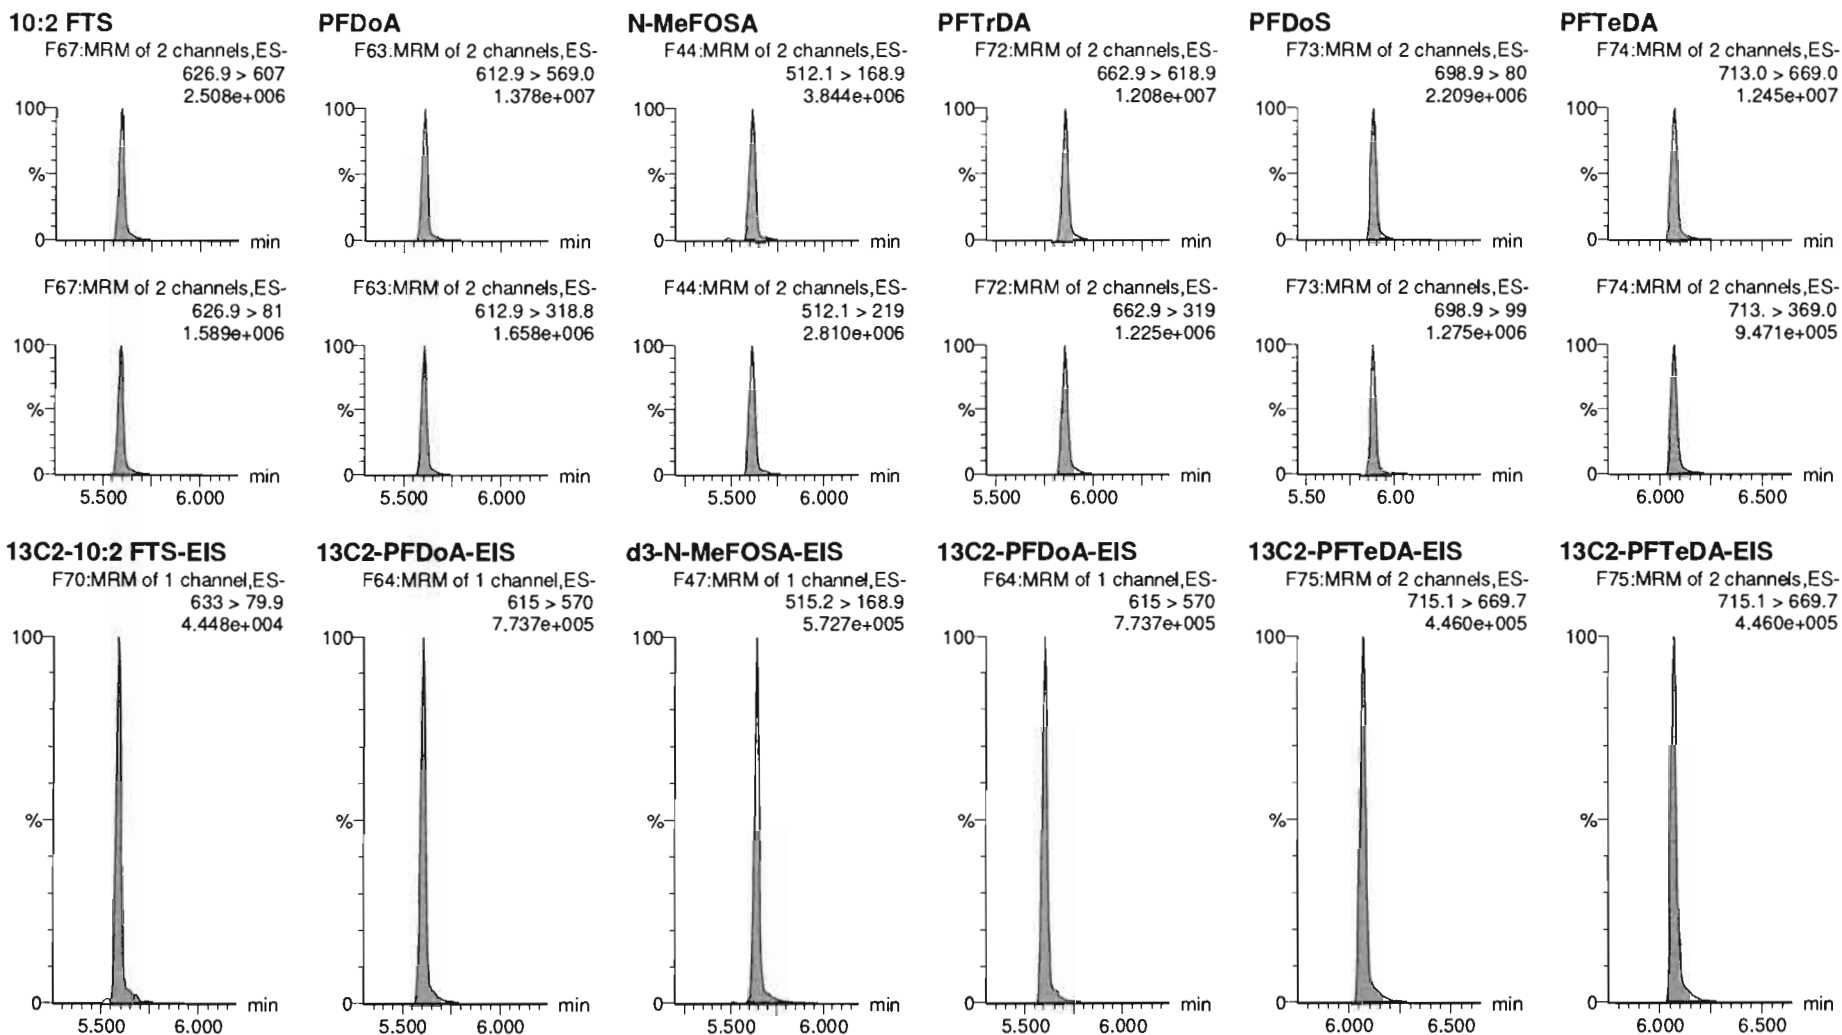 10:2 FTS
F67:MRM of 2 channels,ES-
626.9 > 607
2.508e+006
100
%
0
min
PFDoA
F63:MRM of 2 channels,ES-
612.9 > 569.0
1.378e+007
100
%
0
min
N-MeFOSA
F44:MRM of 2 channels,ES-
512.1 > 168.9
3.844e+006
100
%
0
min
PFTrDA
F72:MRM of 2 channels,ES-
662.9 > 618.9
1.208e+007
100
%
0
min
PFDoS
F73:MRM of 2 channels,ES-
698.9 > 80
2.209e+006
100
%
0
min
PFTeDA
F74:MRM of 2 channels,ES-
713.0 > 669.0
1.245e+007
100
%
0
min
F67:MRM of 2 channels,ES-
626.9 > 81
1.589e+006
100
%
0
min
5.500 6.000
F63:MRM of 2 channels,ES-
612.9 > 318.8
1.658e+006
100
%
0
min
5.500 6.000
F44:MRM of 2 channels,ES-
512.1 > 219
2.810e+006
100
%
0
min
5.500 6.000
F72:MRM of 2 channels,ES-
662.9 > 319
1.225e+006
100
%
0
min
5.500 6.000
F73:MRM of 2 channels,ES-
698.9 > 99
1.275e+006
100
%
0
min
5.50 6.00
F74:MRM of 2 channels,ES-
713. > 369.0
9.471e+005
100
%
0
min
6.000 6.500
13C2-10:2 FTS-EIS
F70:MRM of 1 channel,ES-
633 > 79.9
4.448e+004
100
%
0
min
5.500 6.000
13C2-PFDoA-EIS
F64:MRM of 1 channel,ES-
615 > 570
7.737e+005
100
%
0
min
5.500 6.000
d3-N-MeFOSA-EIS
F47:MRM of 1 channel,ES-
515.2 > 168.9
5.727e+005
100
%
0
min
5.500 6.000
13C2-PFDoA-EIS
F64:MRM of 1 channel,ES-
615 > 570
7.737e+005
100
%
0
min
5.500 6.000
13C2-PFTeDA-EIS
F75:MRM of 2 channels,ES-
715.1 > 669.7
4.460e+005
100
%
0
min
6.000 6.500
13C2-PFTeDA-EIS
F75:MRM of 2 channels,ES-
715.1 > 669.7
4.460e+005
100
%
0
min
6.000 6.500